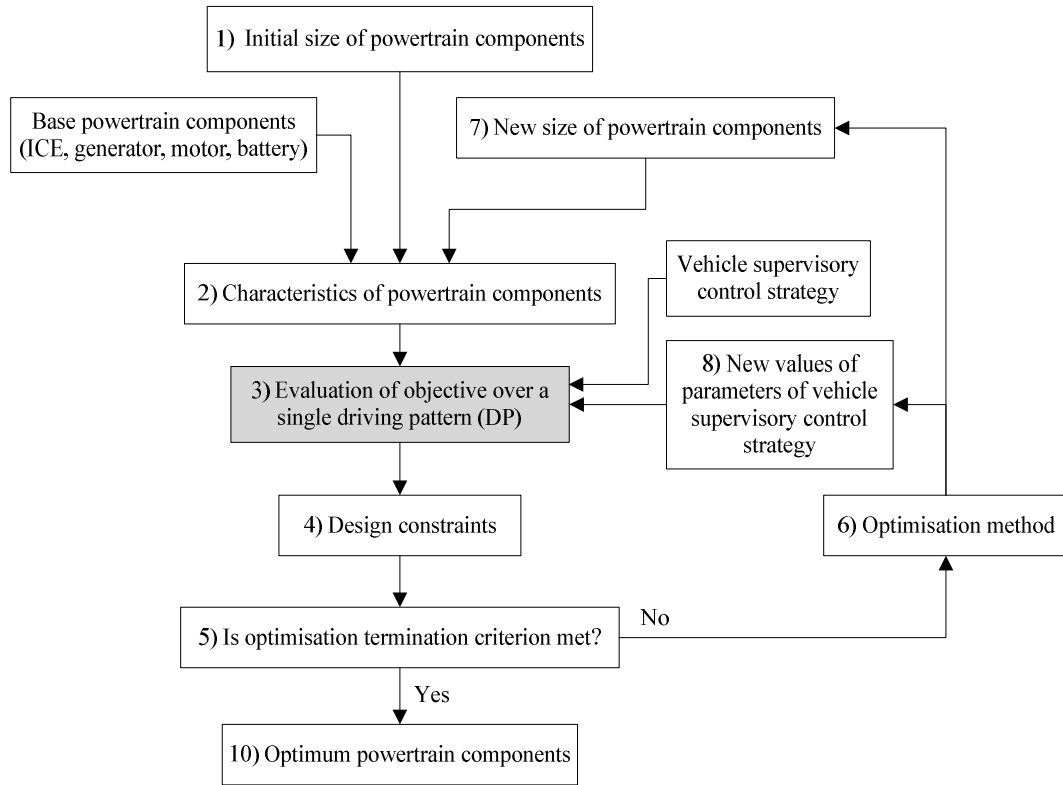 1) Initial size of powertrain components
Base powertrain components
(ICE, generator, motor, battery)
7) New size of powertrain components
2) Characteristics of powertrain components
Vehicle supervisory
control strategy
3) Evaluation of objective over a
single driving pattern (DP)
8) New values of
parameters of vehicle
supervisory control
strategy
4) Design constraints
6) Optimisation method
5) Is optimisation termination criterion met?
No
Yes
10) Optimum powertrain components